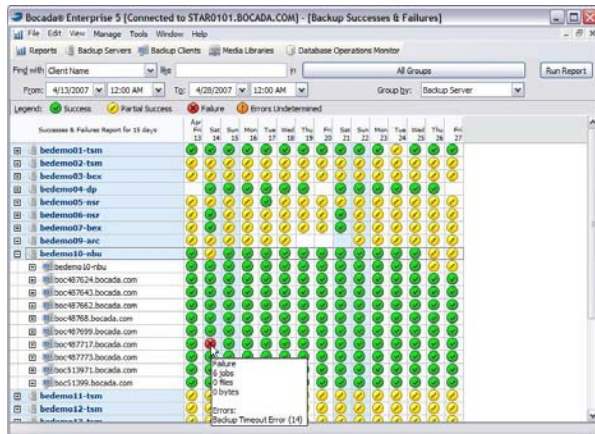 Bocada® Enterprise 5 [Connected to STAR0101.BOCADA.COM] - [Backup Successes & Failures]
File Edit View Manage Tools Window Help
Reports Backup Servers Backup Clients Media Libraries Database Operations Monitor
Find with Client Name like in All Groups Run Report
From: 4/13/2007 12:00 AM To: 4/28/2007 12:00 AM Group by: Backup Server
Legend: Success Partial Success Failure Errors Undetermined
Successes & Failures Report for 15 days
Apr
Fri Sat Sun Mon Tue Wed Thu Fri Sat Sun Mon Tue Wed Thu Fri
13 14 15 16 17 18 19 20 21 22 23 24 25 26 27
bedemo01-tsm
bedemo02-tsm
bedemo03-bex
bedemo04-dp
bedemo05-nsr
bedemo06-nsr
bedemo07-bex
bedemo09-arc
bedemo10-nbu
bedemo10-nbu
boc487624.bocada.com
boc487643.bocada.com
boc487662.bocada.com
boc48768.bocada.com
boc487699.bocada.com
boc487717.bocada.com
boc487773.bocada.com
boc513971.bocada.com
boc51399.bocada.com
Failure
6 jobs
0 files
0 bytes
Errors:
Backup Timeout Error (14)
bedemo11-tsm
bedemo12-tsm